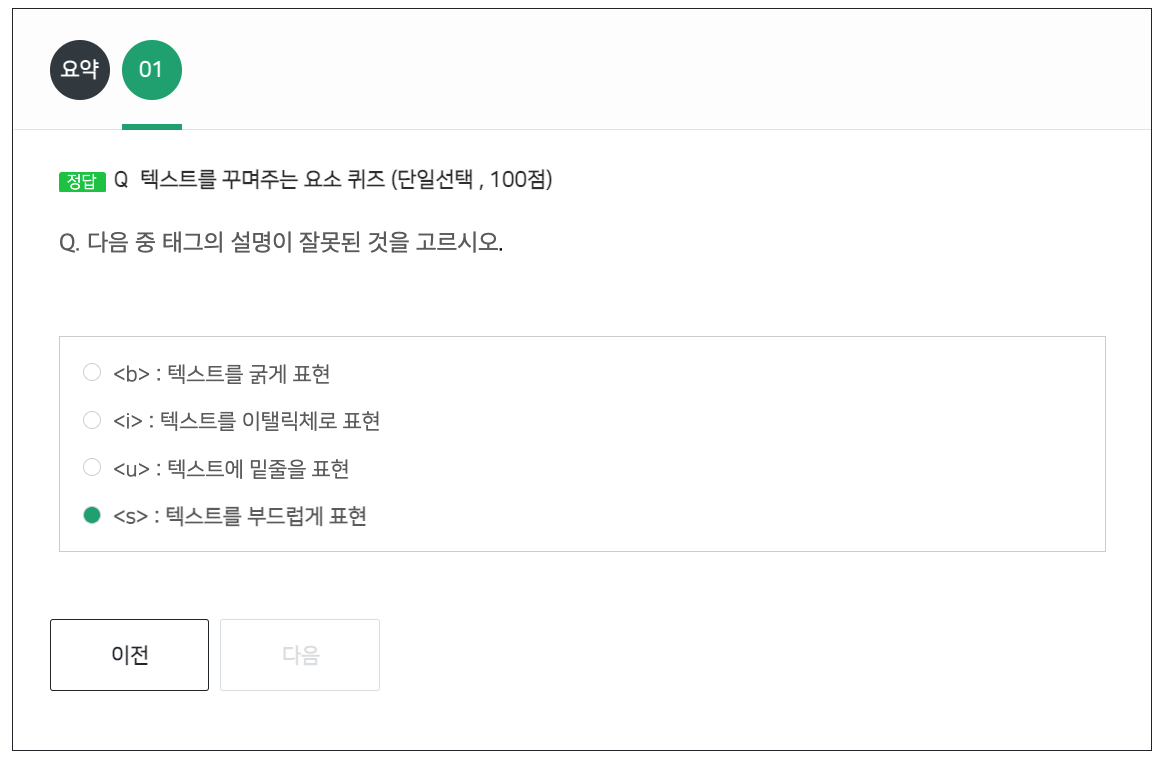 요약 01
정답 Q 텍스트를 꾸며주는 요소 퀴즈 (단일선택 , 100점)
Q. 다음 중 태그의 설명이 잘못된 것을 고르시오.
<b> : 텍스트를 굵게 표현
<i> : 텍스트를 이탤릭체로 표현
<u> : 텍스트에 밑줄을 표현
<s> : 텍스트를 부드럽게 표현
이전 다음